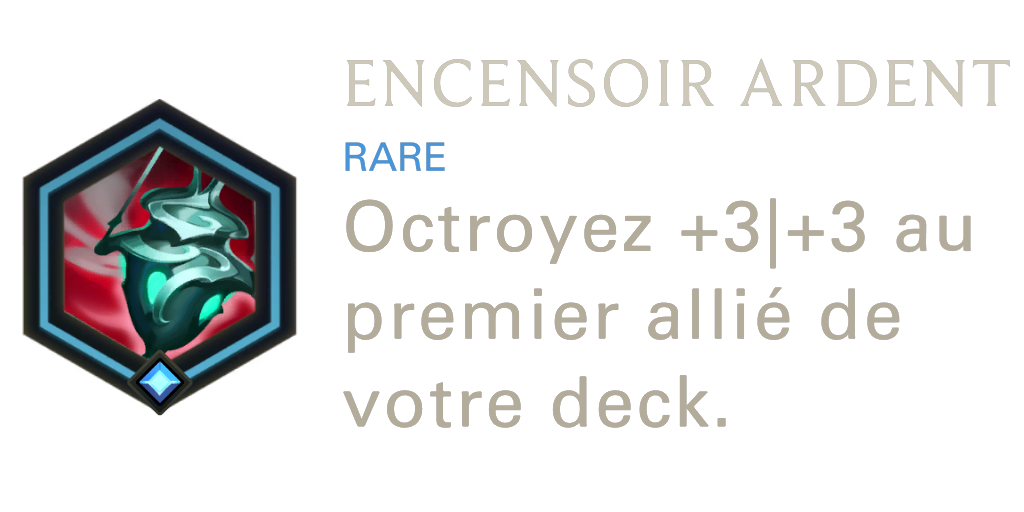 ENCENSOIR ARDENT
RARE
Octroyez +3|+3 au
premier allié de
votre deck.